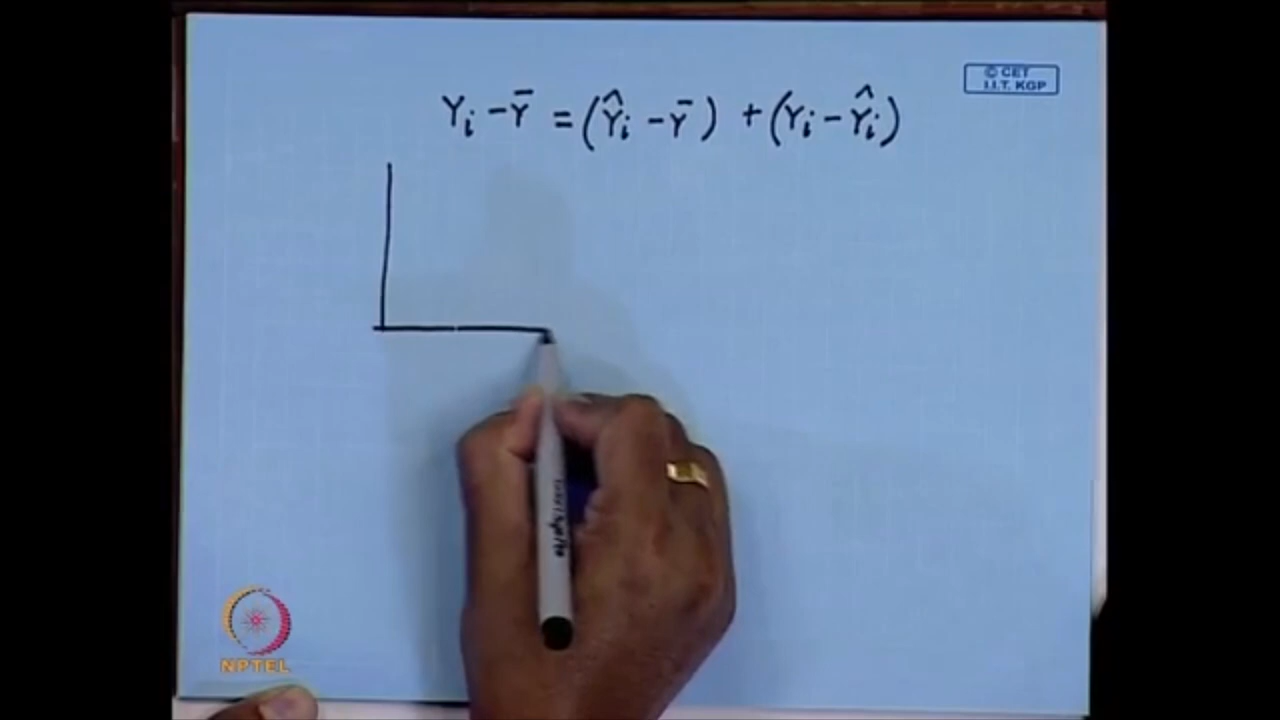 © CET
I.I.T. KGP
Yᵢ - Ȳ = (Ŷᵢ - Ȳ) + (Yᵢ - Ŷᵢ)
NPTEL